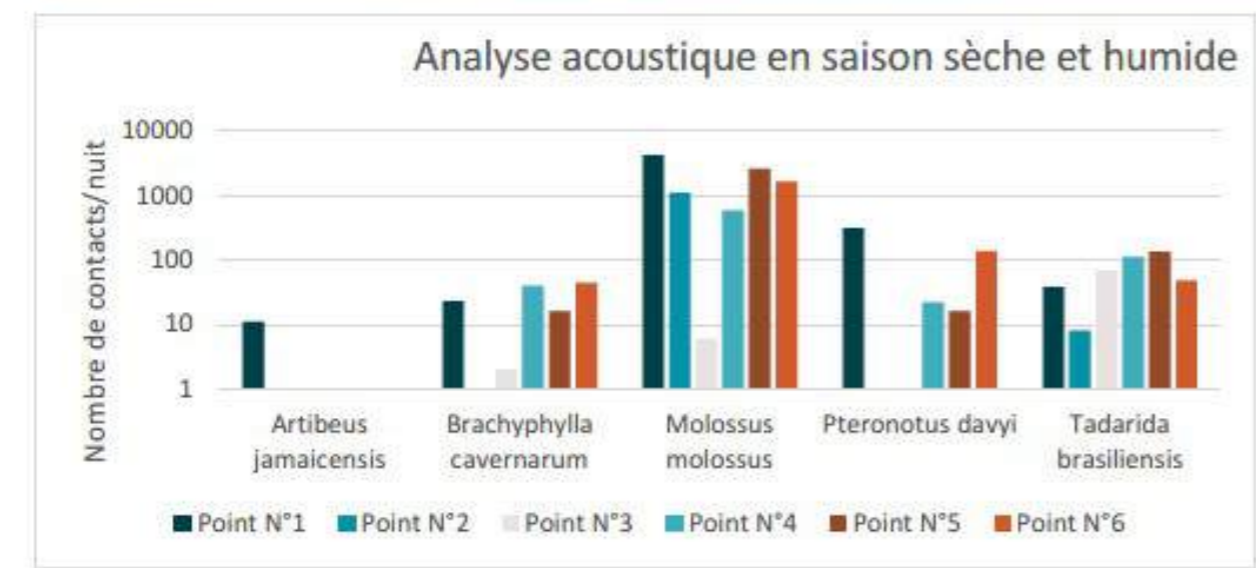 Analyse acoustique en saison sèche et humide
Nombre de contacts/nuit
10000
1000
100
10
1
Artibeus jamaicensis
Brachyphylla cavernarum
Molossus molossus
Pteronotus davyi
Tadarida brasiliensis
Point N°1 Point N°2 Point N°3 Point N°4 Point N°5 Point N°6